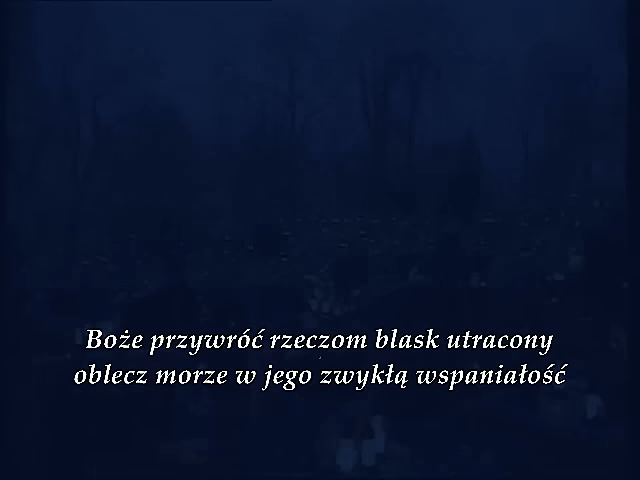 Boże przywróć rzeczom blask utracony
oblecz morze w jego zwykłą wspaniałość